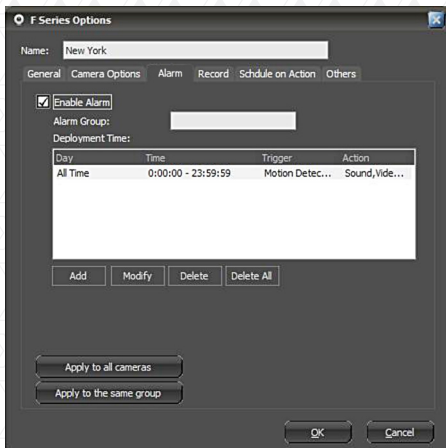 F Series Options
Name: New York
General Camera Options Alarm Record Schdule on Action Others
Enable Alarm
Alarm Group:
Deployment Time:
Day Time Trigger Action
All Time 0:00:00 - 23:59:59 Motion Detec... Sound,Vide...
Add Modify Delete Delete All
Apply to all cameras
Apply to the same group
OK Cancel